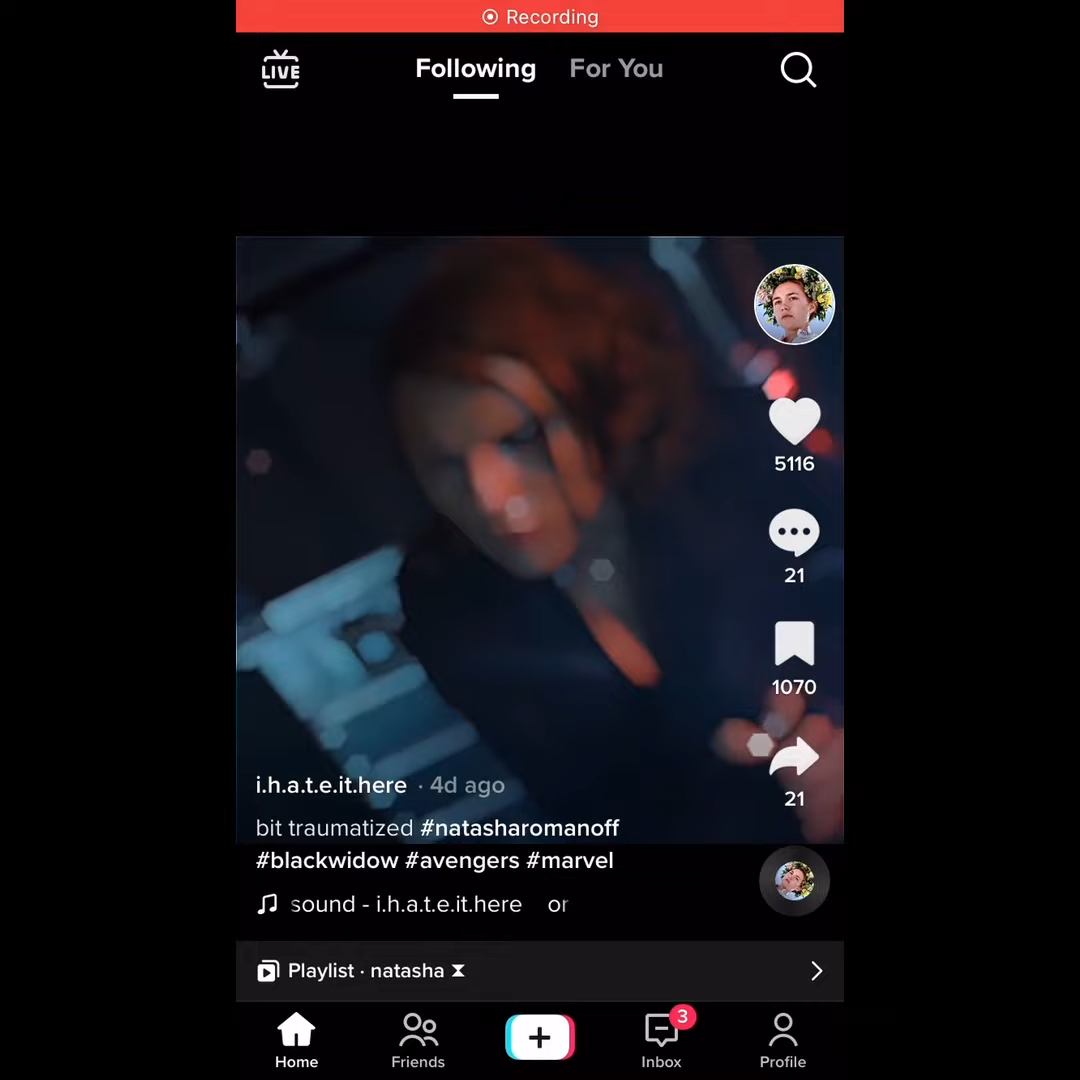 Recording
LIVE
Following For You
5116
21
1070
21
i.h.a.t.e.it.here · 4d ago
bit traumatized #natasharomanoff
#blackwidow #avengers #marvel
sound - i.h.a.t.e.it.here or
Playlist · natasha
3
Home Friends Inbox Profile